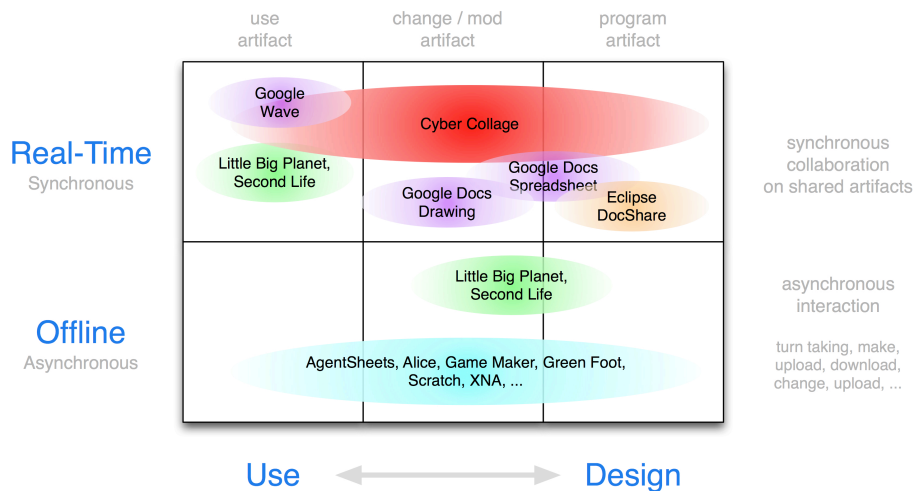 use
artifact
change / mod
artifact
program
artifact
Google
Wave
Cyber Collage
Real-Time
Synchronous
Little Big Planet,
Second Life
Google Docs
Spreadsheet
Google Docs
Drawing
Eclipse
DocShare
synchronous
collaboration
on shared artifacts
Little Big Planet,
Second Life
asynchronous
interaction
Offline
Asynchronous
AgentSheets, Alice, Game Maker, Green Foot,
Scratch, XNA, ...
turn taking, make,
upload, download,
change, upload, ...
Use
Design